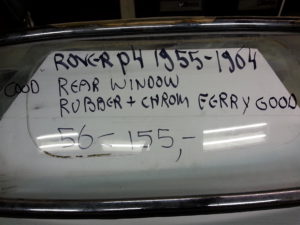 ROVER P4 1955-1964
GOOD REAR WINDOW
RUBBER + CHROM FERRY GOOD
56- 155,-